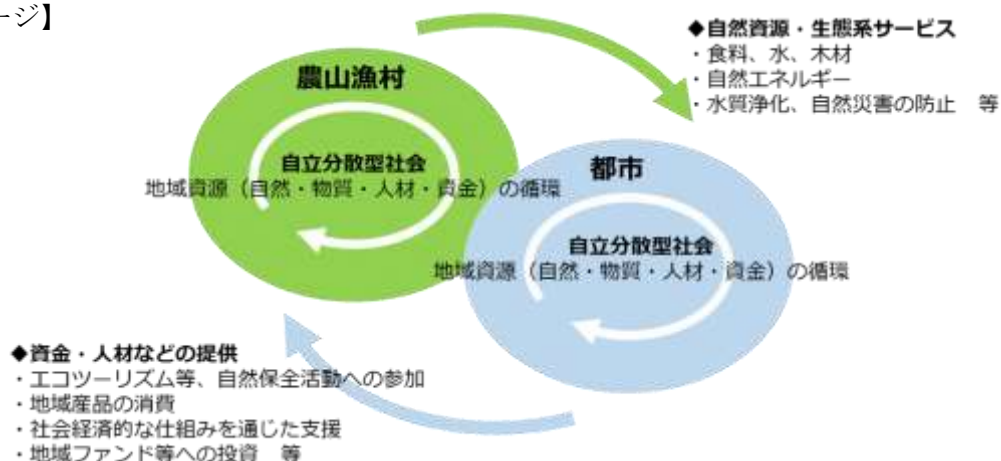 ージ】
◆自然資源・生態系サービス
・食料、水、木材
・自然エネルギー
・水質浄化、自然災害の防止　等
農山漁村
自立分散型社会
地域資源（自然・物質・人材・資金）の循環
都市
自立分散型社会
地域資源（自然・物質・人材・資金）の循環
◆資金・人材などの提供
・エコツーリズム等、自然保全活動への参加
・地域産品の消費
・社会経済的な仕組みを通じた支援
・地域ファンド等への投資　等